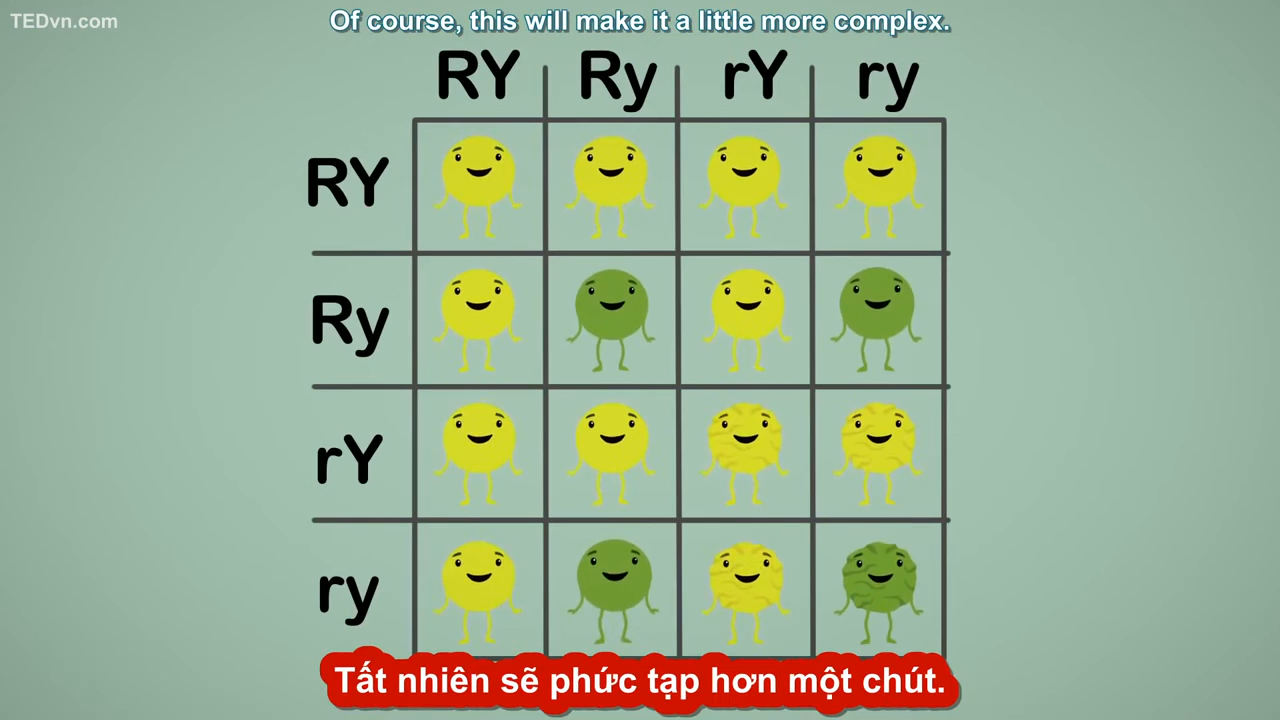 TEDvn.com
Of course, this will make it a little more complex.
RY Ry rY ry
RY
Ry
rY
ry
Tất nhiên sẽ phức tạp hơn một chút.